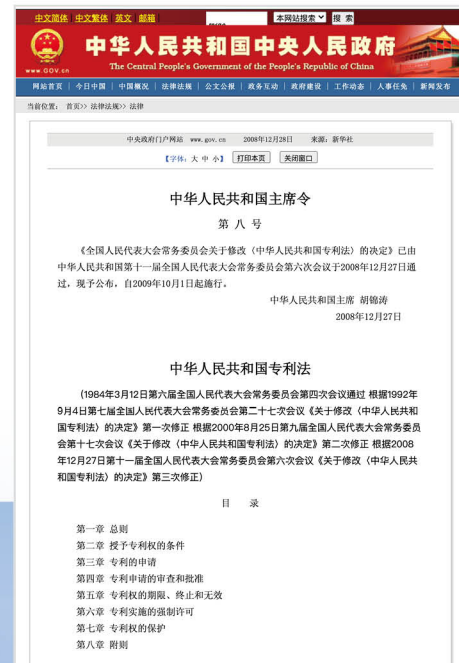 中文简体 | 中文繁体 | 英文 | 邮箱
本网站搜索 搜 索
中华人民共和国中央人民政府
www.GOV.cn
The Central People's Government of the People's Republic of China
网站首页 | 今日中国 | 中国概况 | 法律法规 | 公文公报 | 政务互动 | 政府建设 | 工作动态 | 人事任免 | 新闻发布
当前位置: 首页>> 法律法规>> 法律
中央政府门户网站 www.gov.cn 2008年12月28日 来源:新华社
【字体:大 中 小】 打印本页 关闭窗口
中华人民共和国主席令
第 八 号
《全国人民代表大会常务委员会关于修改〈中华人民共和国专利法〉的决定》已由
中华人民共和国第十一届全国人民代表大会常务委员会第六次会议于2008年12月27日通
过,现予公布,自2009年10月1日起施行。
中华人民共和国主席 胡锦涛
2008年12月27日
中华人民共和国专利法
(1984年3月12日第六届全国人民代表大会常务委员会第四次会议通过 根据1992年
9月4日第七届全国人民代表大会常务委员会第二十七次会议《关于修改〈中华人民共和
国专利法〉的决定》第一次修正 根据2000年8月25日第九届全国人民代表大会常务委员
会第十七次会议《关于修改〈中华人民共和国专利法〉的决定》第二次修正 根据2008
年12月27日第十一届全国人民代表大会常务委员会第六次会议《关于修改〈中华人民共
和国专利法〉的决定》第三次修正)
目 录
第一章 总则
第二章 授予专利权的条件
第三章 专利的申请
第四章 专利申请的审查和批准
第五章 专利权的期限、终止和无效
第六章 专利实施的强制许可
第七章 专利权的保护
第八章 附则